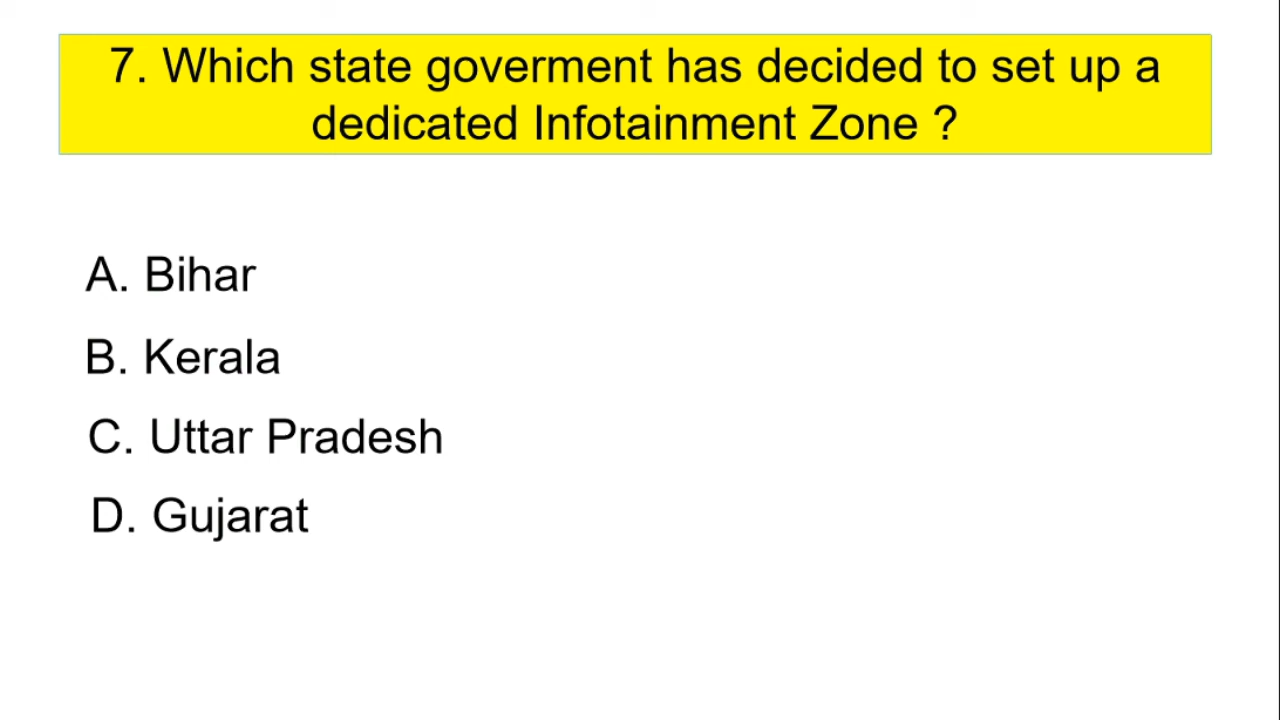 7. Which state goverment has decided to set up a
dedicated Infotainment Zone ?
A. Bihar
B. Kerala
C. Uttar Pradesh
D. Gujarat